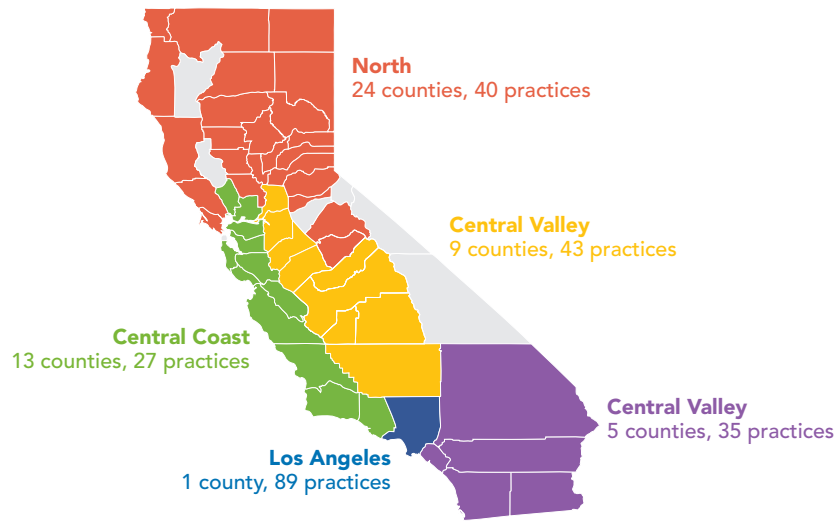 North
24 counties, 40 practices
Central Valley
9 counties, 43 practices
Central Coast
13 counties, 27 practices
Central Valley
5 counties, 35 practices
Los Angeles
1 county, 89 practices